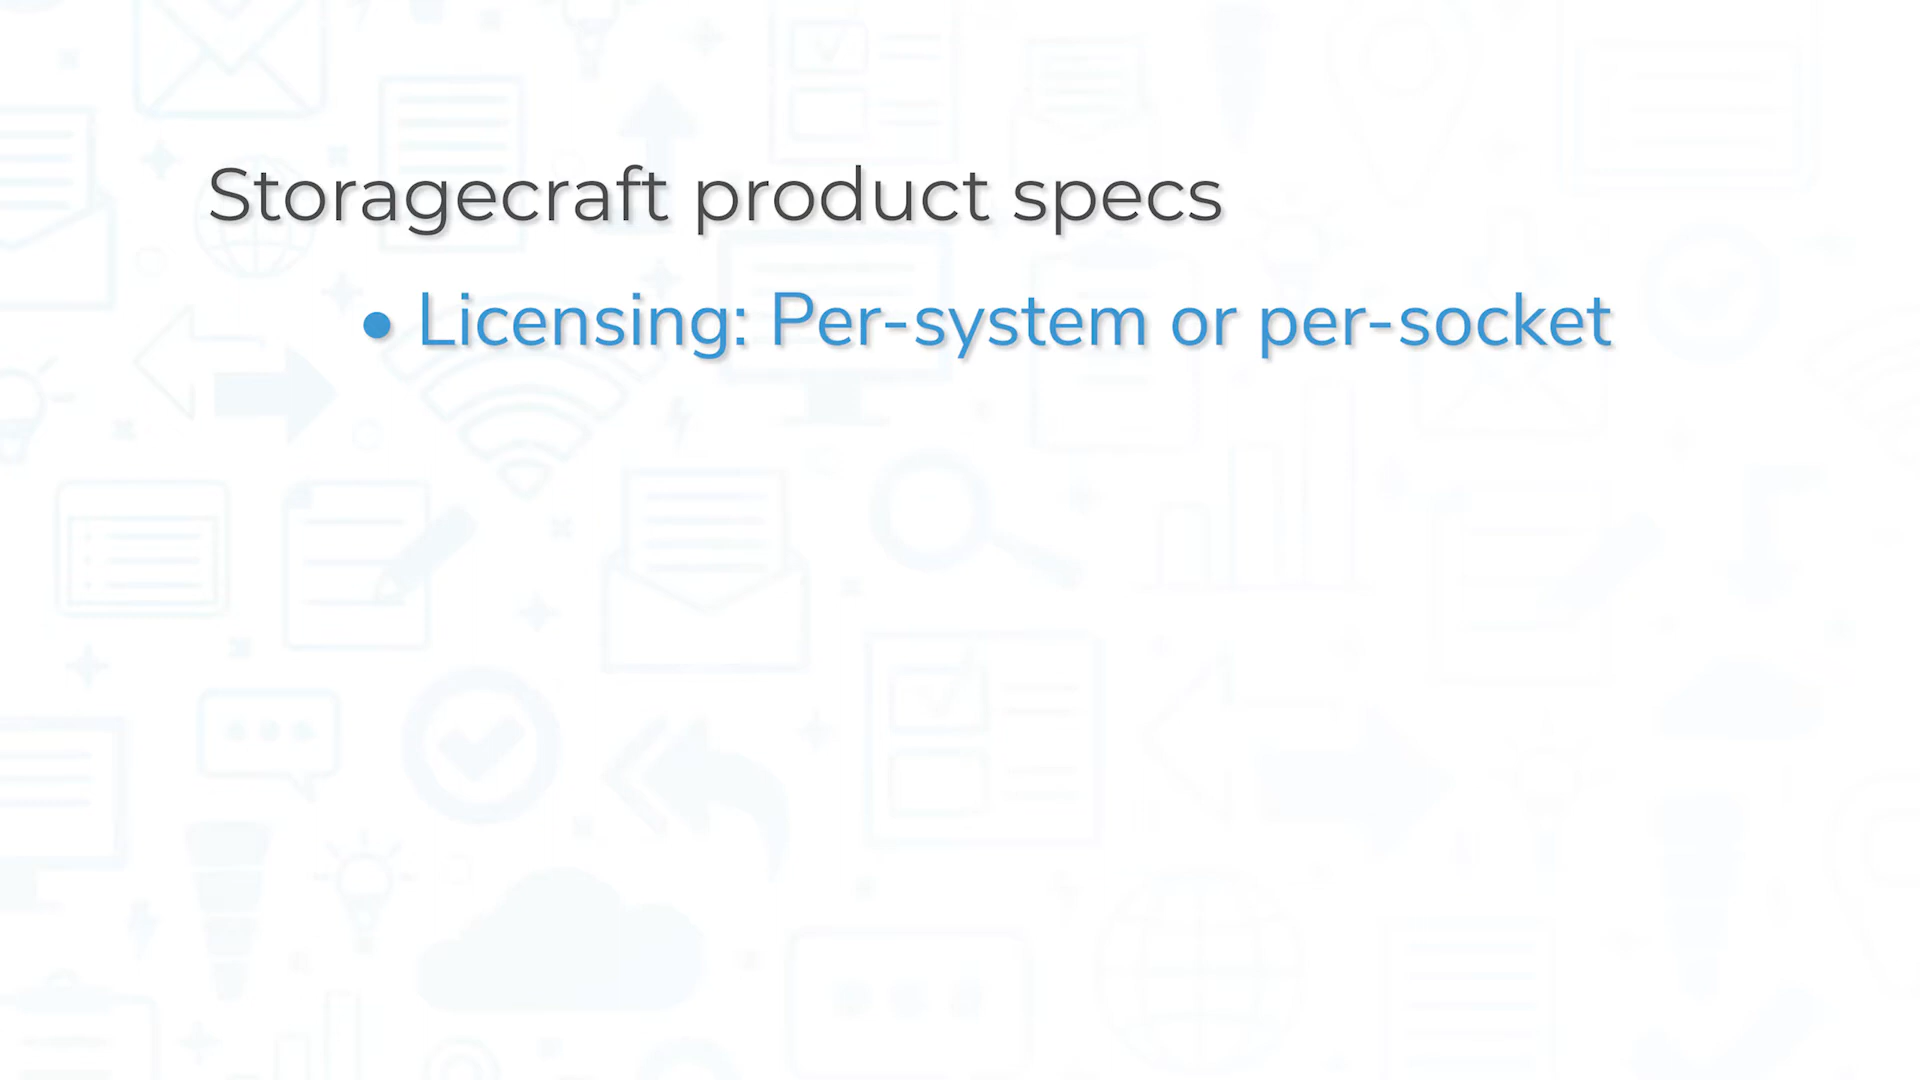 Storagecraft product specs
• Licensing: Per-system or per-socket